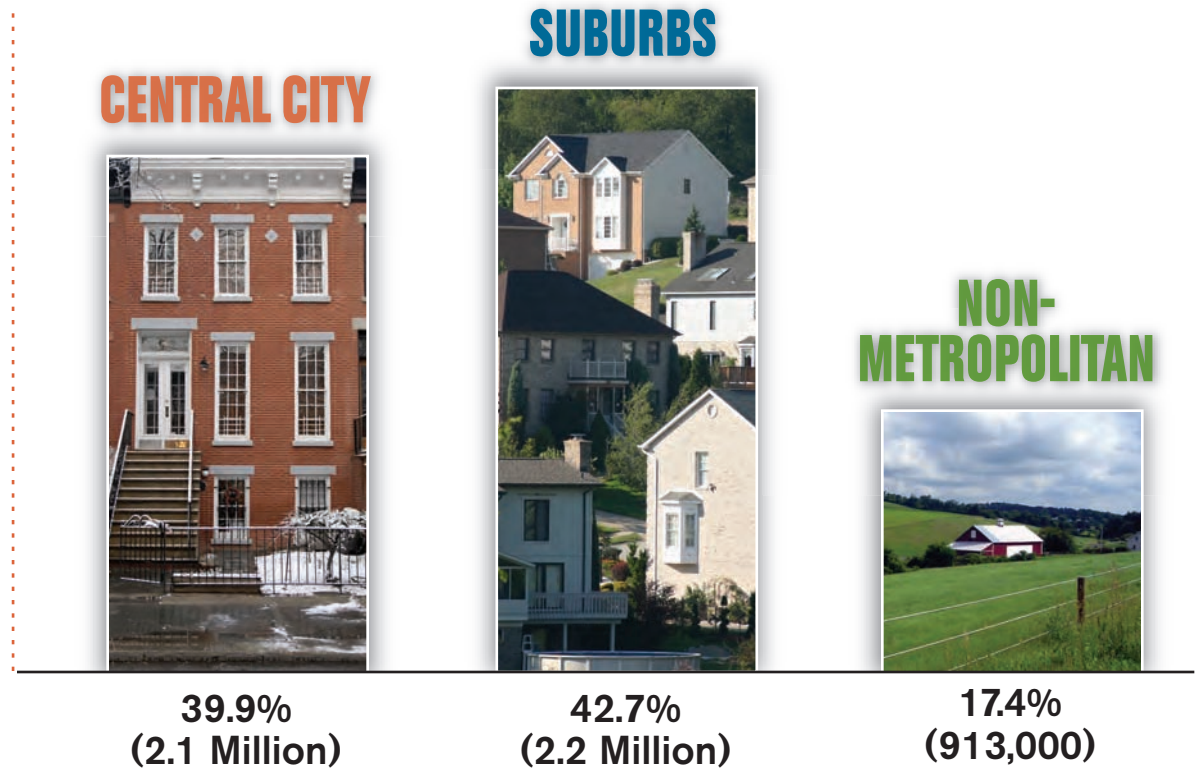 CENTRAL CITY
39.9%
(2.1 Million)
SUBURBS
42.7%
(2.2 Million)
NON-
METROPOLITAN
17.4%
(913,000)